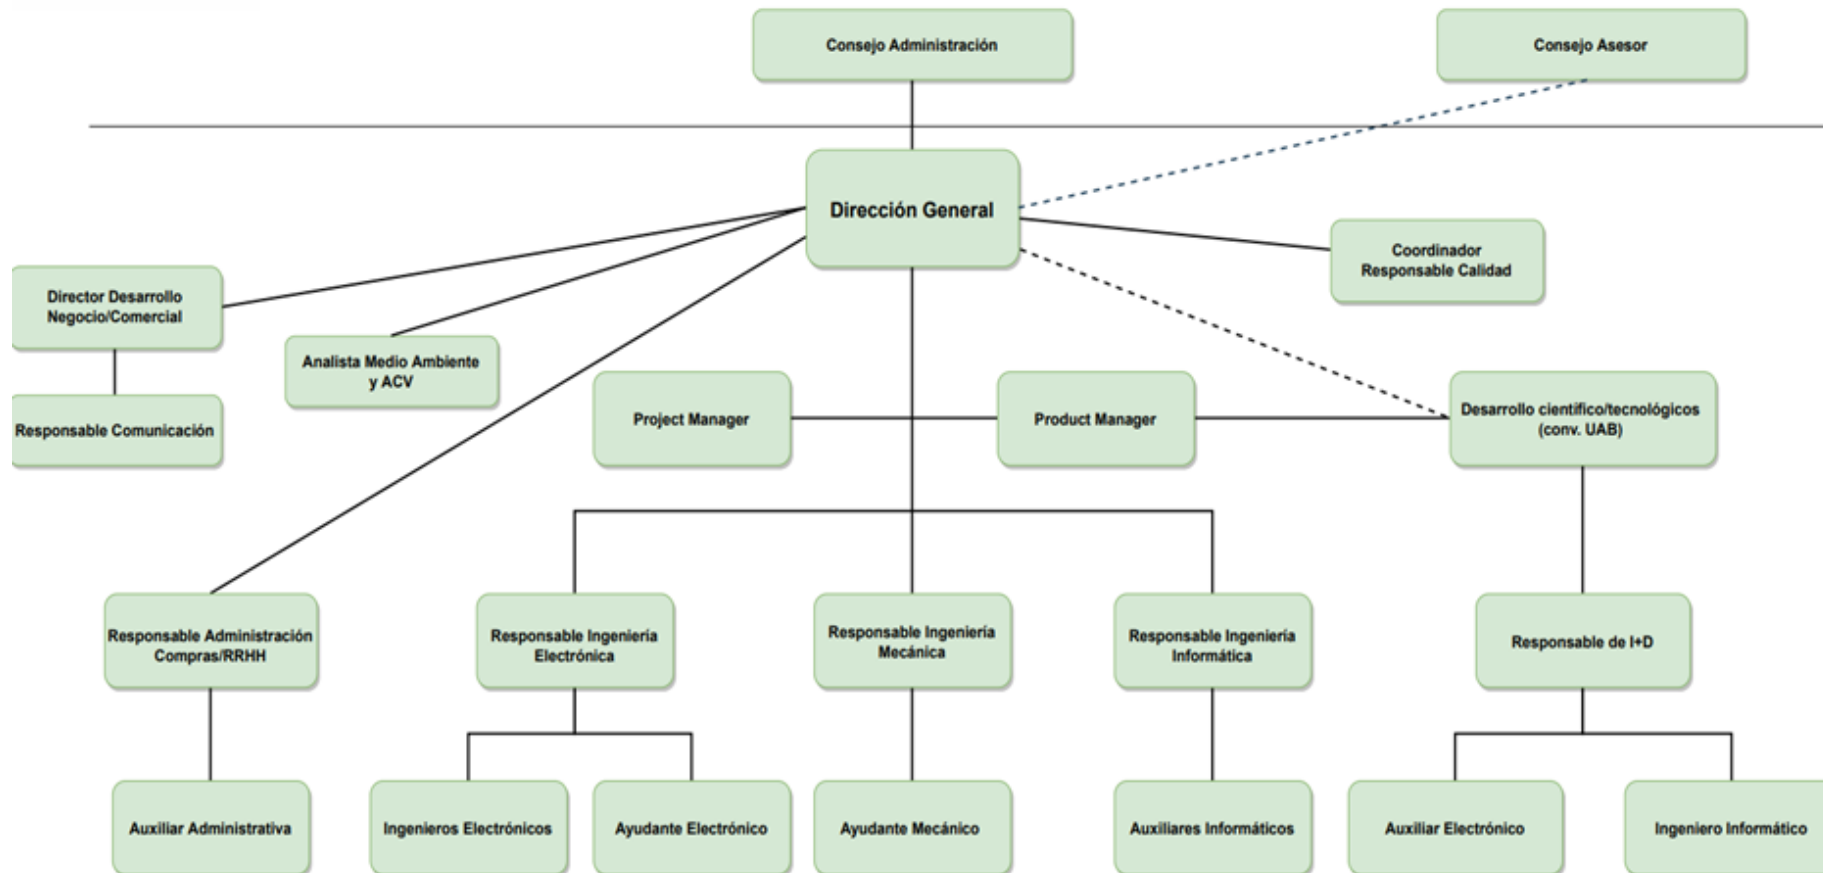 Consejo Administración
Consejo Asesor
Dirección General
Coordinador
Responsable Calidad
Director Desarrollo
Negocio/Comercial
Analista Medio Ambiente
y ACV
Responsable Comunicación
Project Manager
Product Manager
Desarrollo científico/tecnológicos
(conv. UAB)
Responsable Administración
Compras/RRHH
Responsable Ingeniería
Electrónica
Responsable Ingeniería
Mecánica
Responsable Ingeniería
Informática
Responsable de I+D
Auxiliar Administrativa
Ingenieros Electrónicos
Ayudante Electrónico
Ayudante Mecánico
Auxiliares Informáticos
Auxiliar Electrónico
Ingeniero Informático